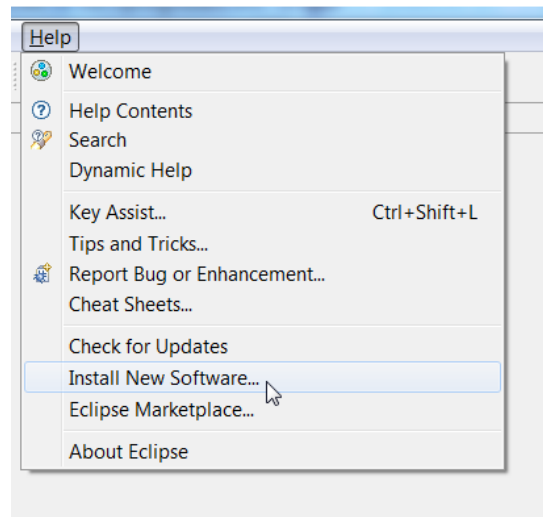 Help
Welcome
Help Contents
Search
Dynamic Help
Key Assist... Ctrl+Shift+L
Tips and Tricks...
Report Bug or Enhancement...
Cheat Sheets...
Check for Updates
Install New Software...
Eclipse Marketplace...
About Eclipse